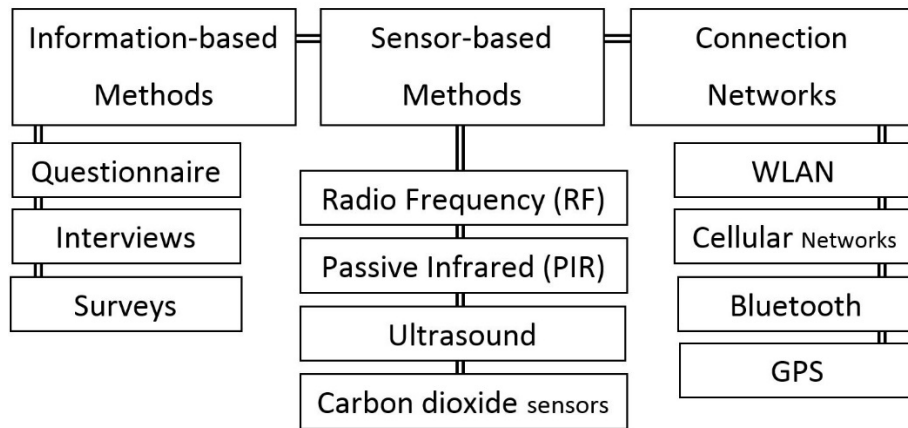 Information-based
Methods
Questionnaire
Interviews
Surveys
Sensor-based
Methods
Radio Frequency (RF)
Passive Infrared (PIR)
Ultrasound
Carbon dioxide sensors
Connection
Networks
WLAN
Cellular Networks
Bluetooth
GPS